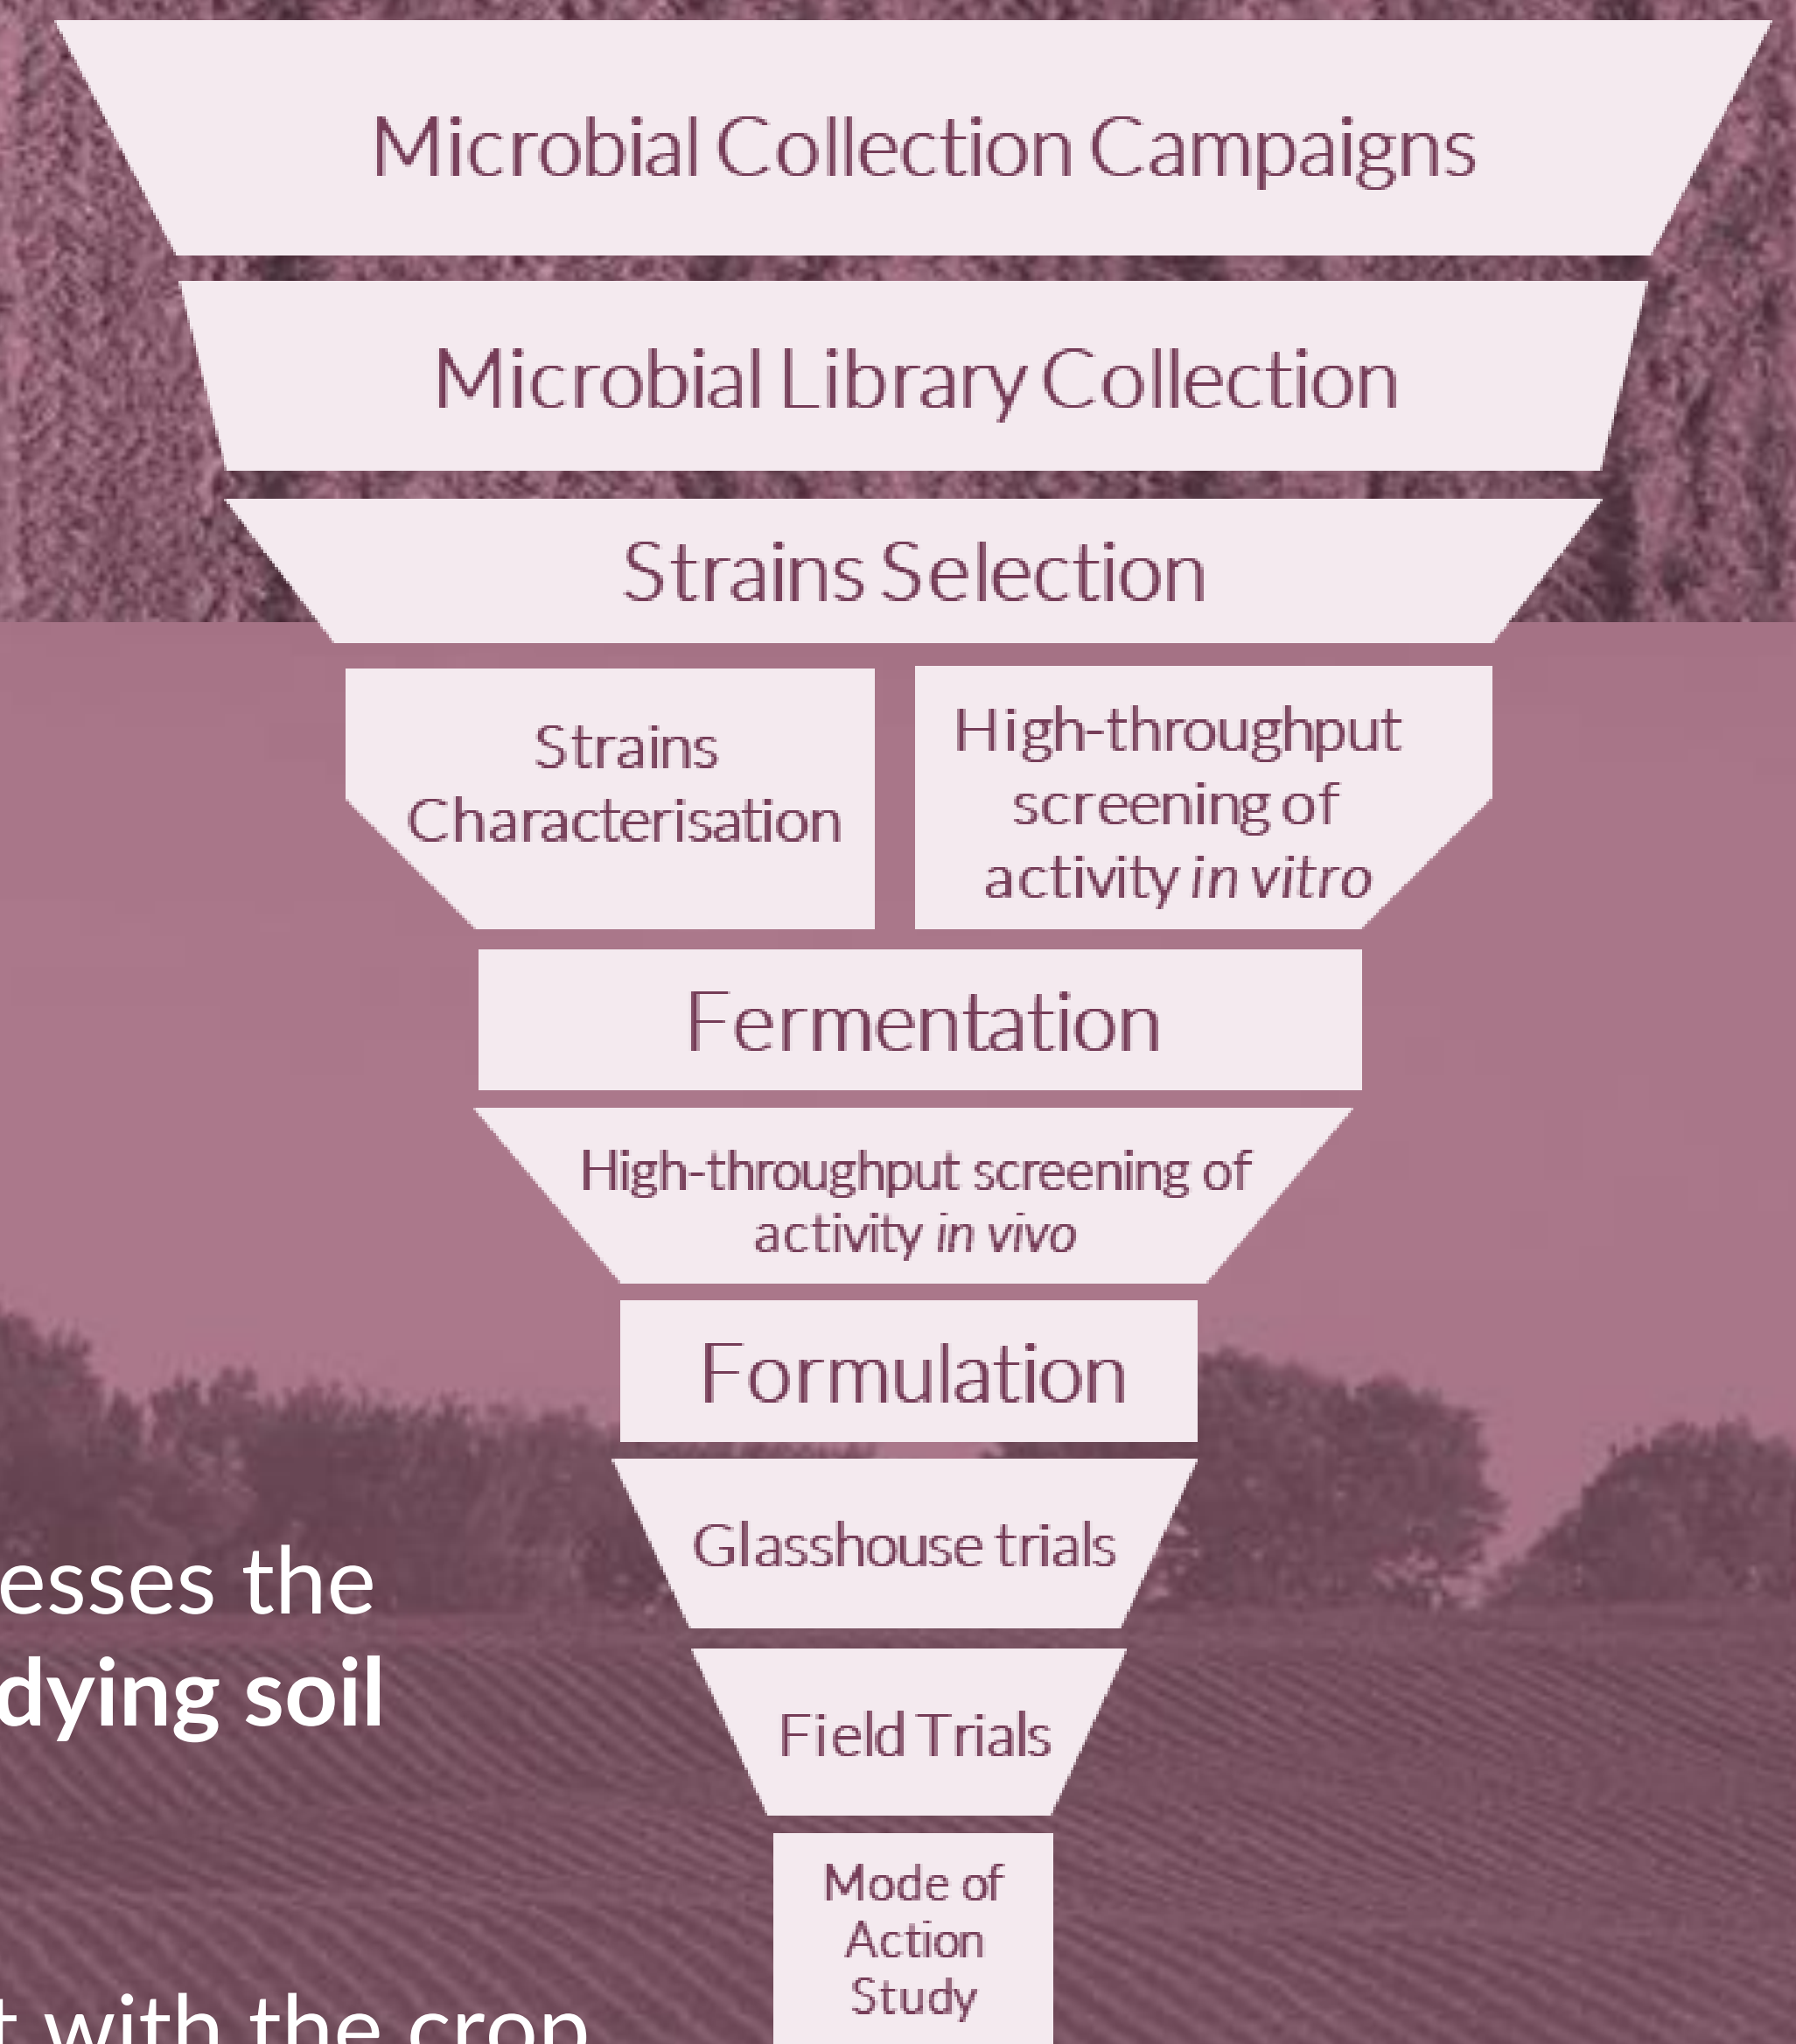 Microbial Collection Campaigns
Microbial Library Collection
Strains Selection
Strains
Characterisation
High-throughput
screening of
activity in vitro
Fermentation
High-throughput screening of
activity in vivo
Formulation
Glasshouse trials
Field Trials
Mode of
Action
Study
the
dying soil
with the crop